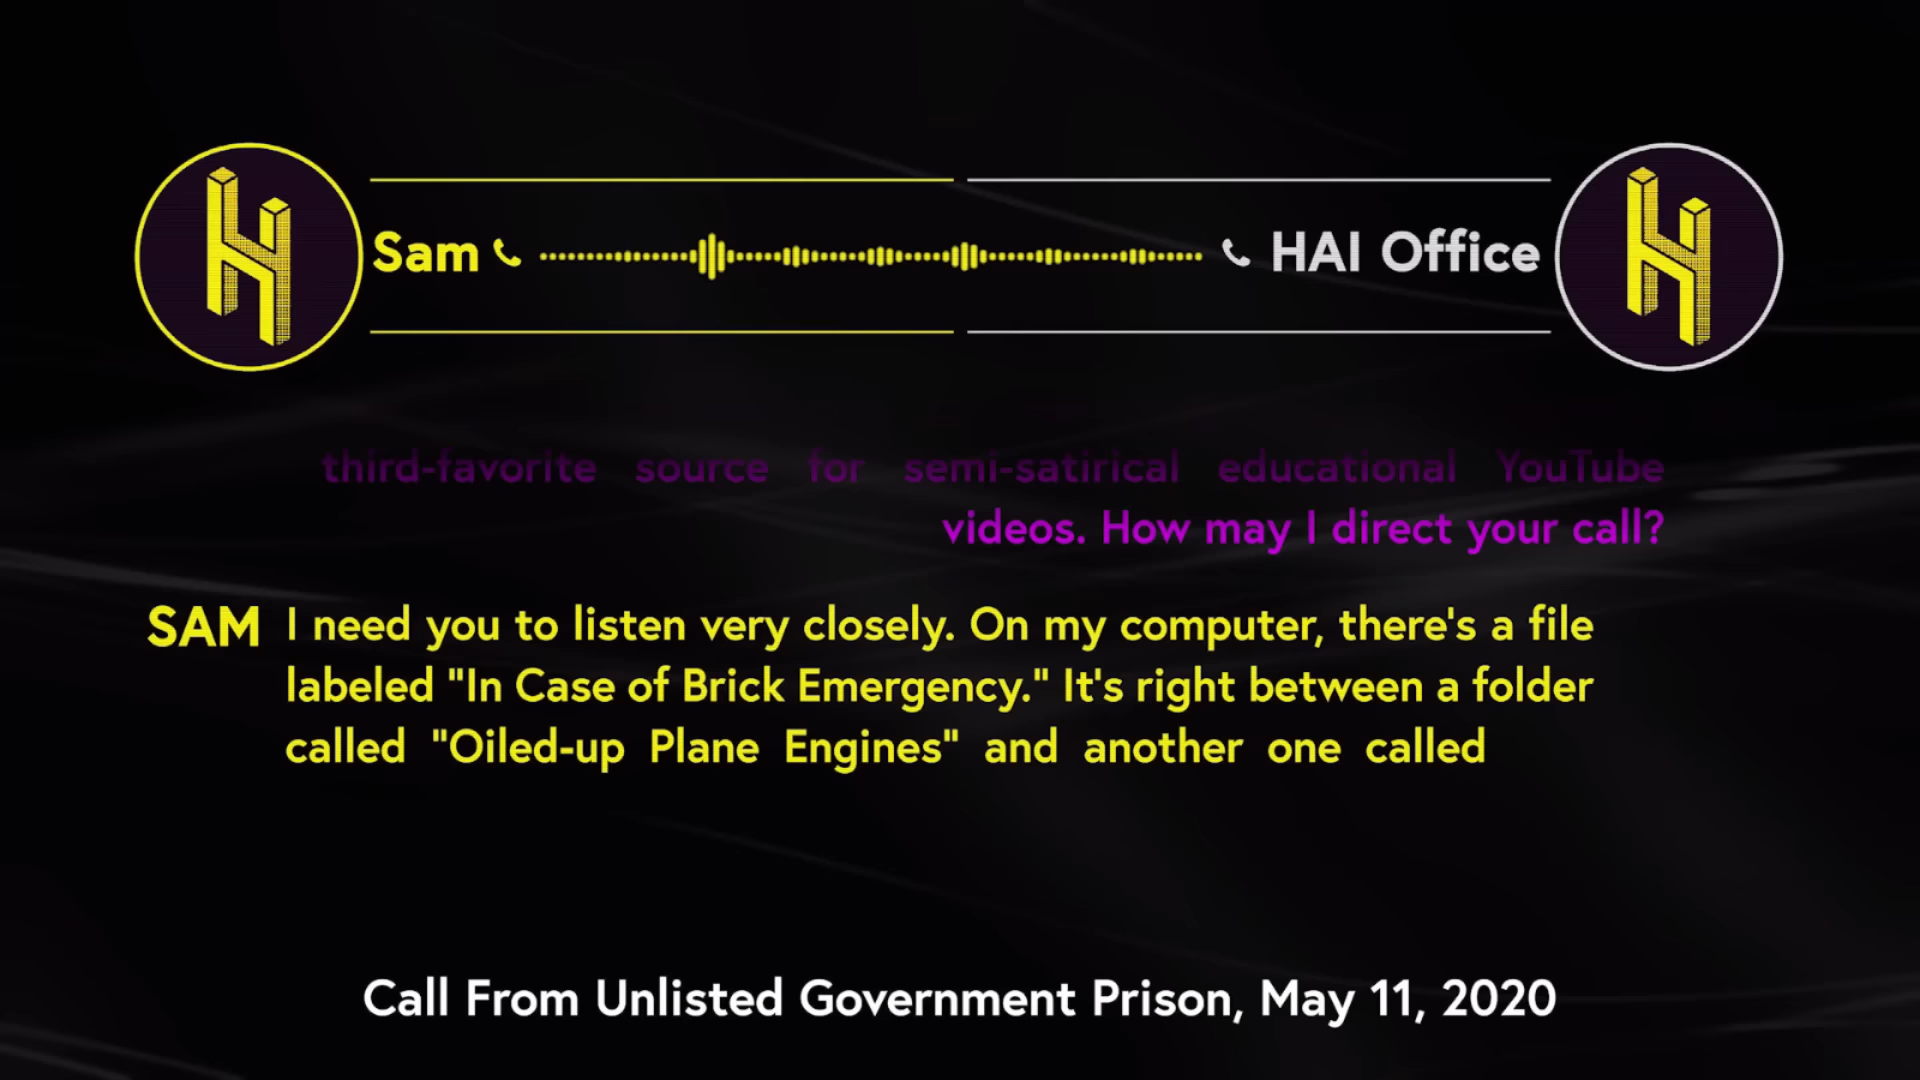 Sam
HAI Office
third-favorite source for semi-satirical educational YouTube
videos. How may I direct your call?
SAM I need you to listen very closely. On my computer, there's a file
labeled "In Case of Brick Emergency." It's right between a folder
called "Oiled-up Plane Engines" and another one called
Call From Unlisted Government Prison, May 11, 2020